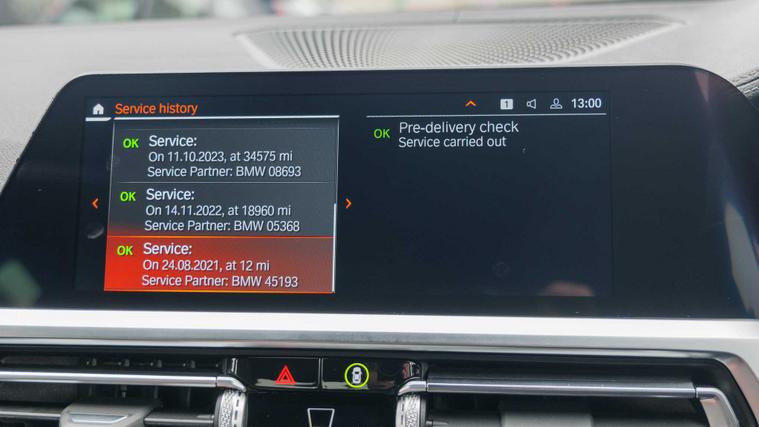 Service history
1
13:00
OK Service:
On 11.10.2023, at 34575 mi
Service Partner: BMW 08693
OK Service:
On 14.11.2022, at 18960 mi
Service Partner: BMW 05368
OK Service:
On 24.08.2021, at 12 mi
Service Partner: BMW 45193
OK Pre-delivery check
Service carried out